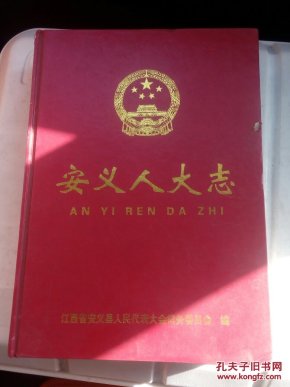 安义人大志
AN YI REN DA ZHI
江西省安义县人民代表大会常务委员会 编
孔夫子旧书网
www.kongfz.com